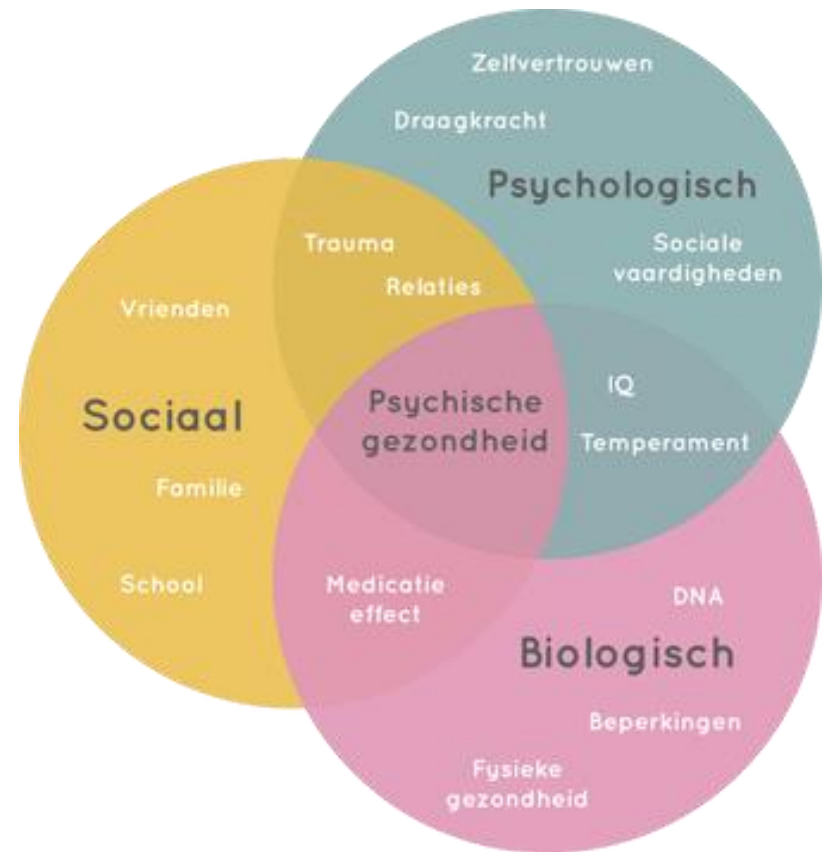 Zelfvertrouwen
Draagkracht
Psychologisch
Sociale
vaardigheden
Trauma
Relaties
Vrienden
Sociaal
Familie
School
Psychische
gezondheid
IQ
Temperament
Medicatie
effect
DNA
Biologisch
Beperkingen
Fysieke
gezondheid